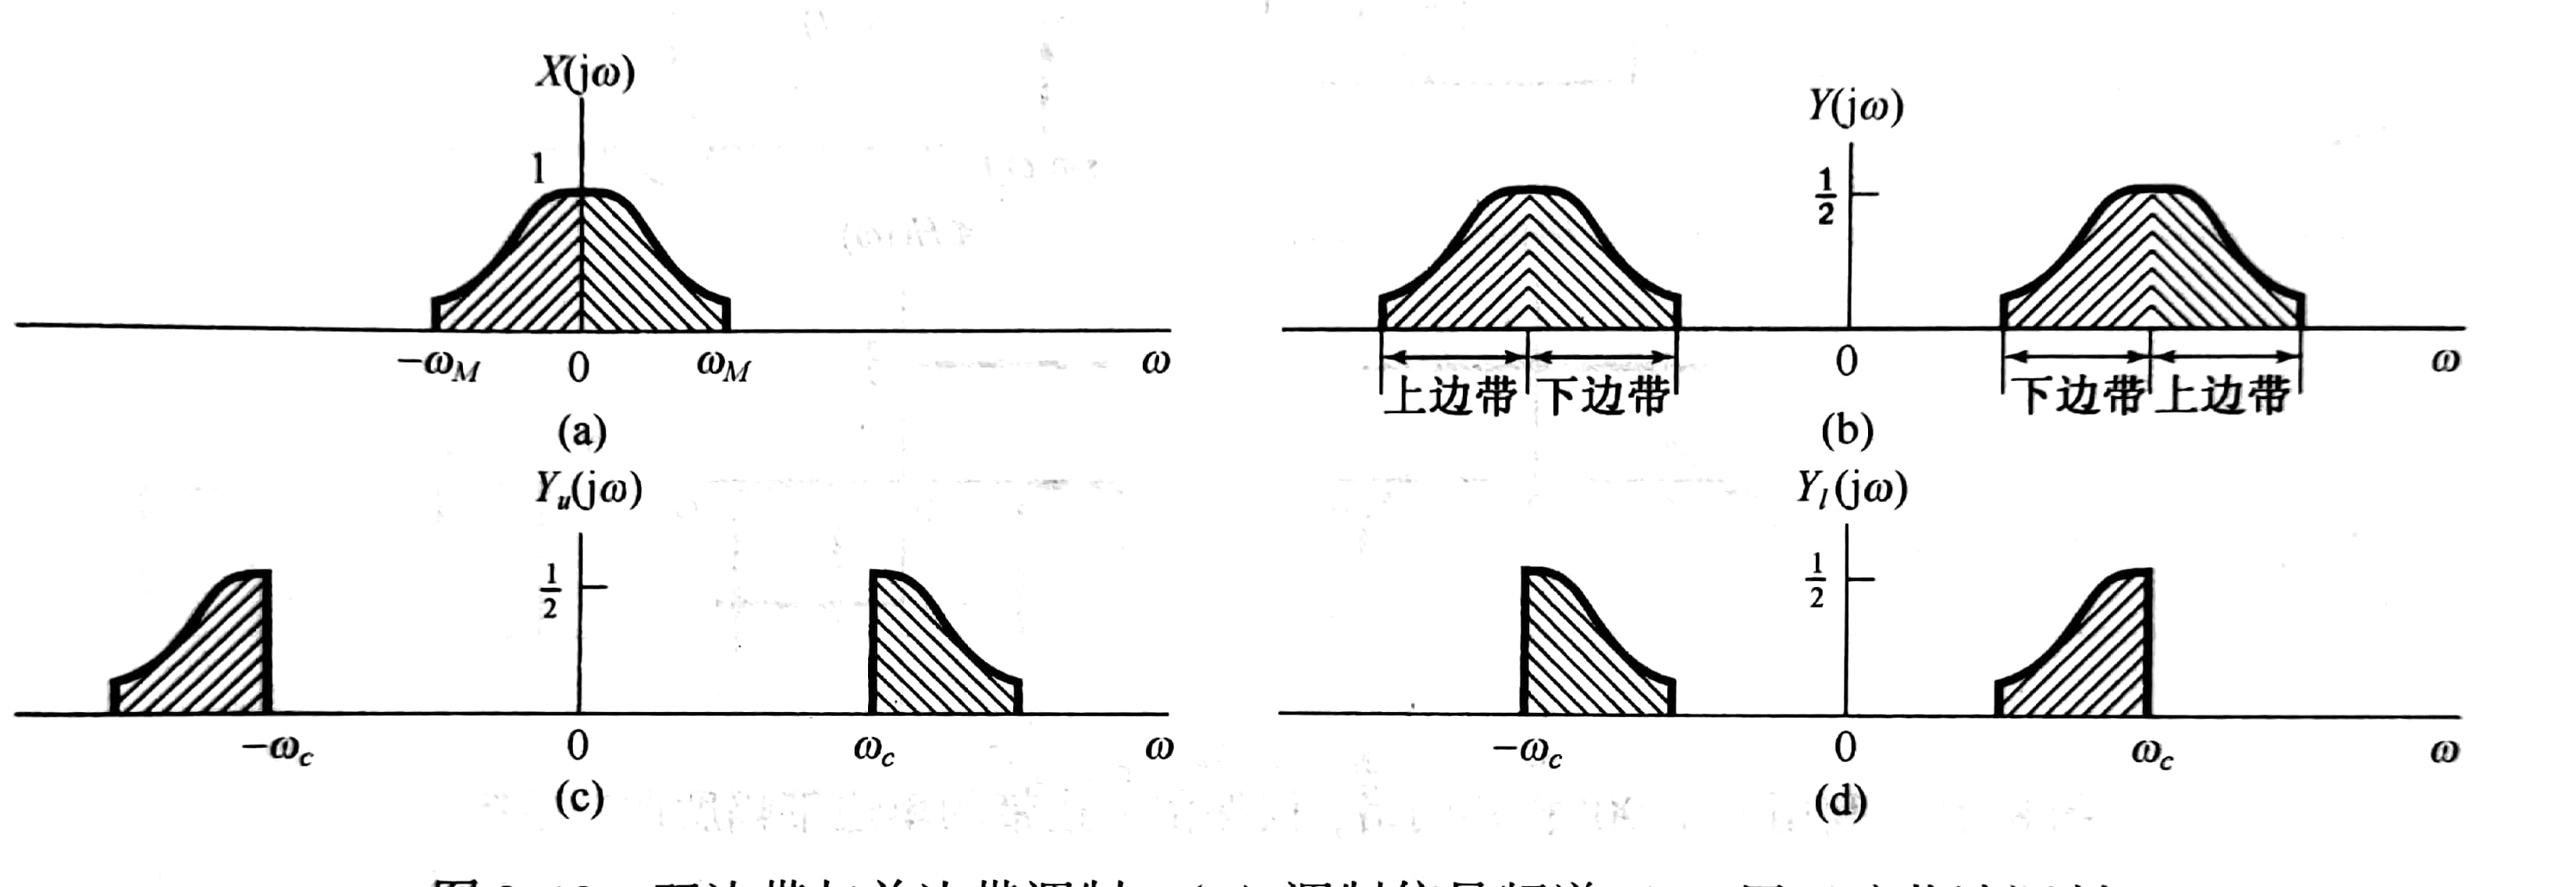 X(jω)
1
−ω_M 0 ω_M ω
(a)
Y(jω)
1/2
0 ω
上边带 下边带 下边带 上边带
(b)
Y_u(jω)
1/2
−ω_c 0 ω_c ω
(c)
Y_l(jω)
1/2
−ω_c 0 ω_c ω
(d)